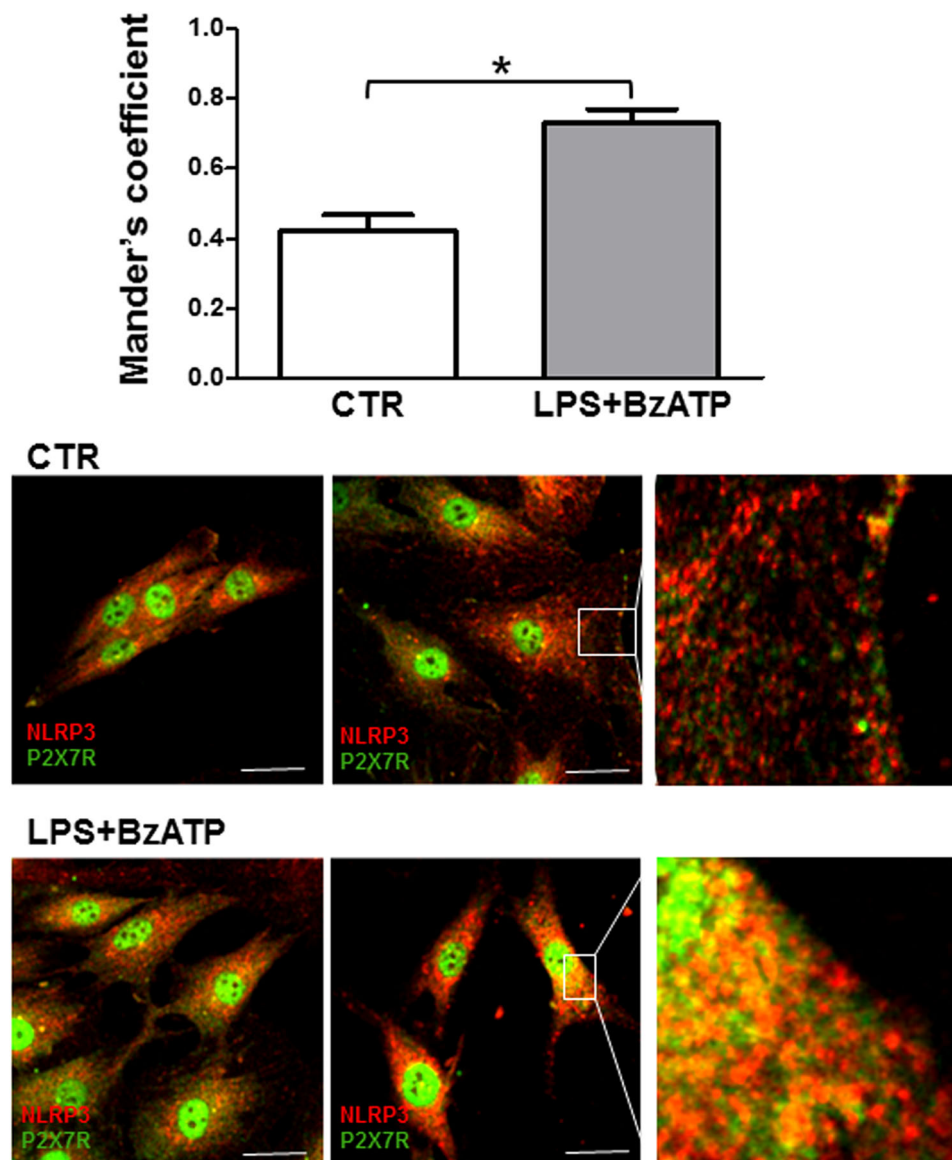 Mander's coefficient
1.0
0.8
0.6
0.4
0.2
0.0
*
CTR
LPS+BzATP
CTR
NLRP3
P2X7R
NLRP3
P2X7R
LPS+BzATP
NLRP3
P2X7R
NLRP3
P2X7R